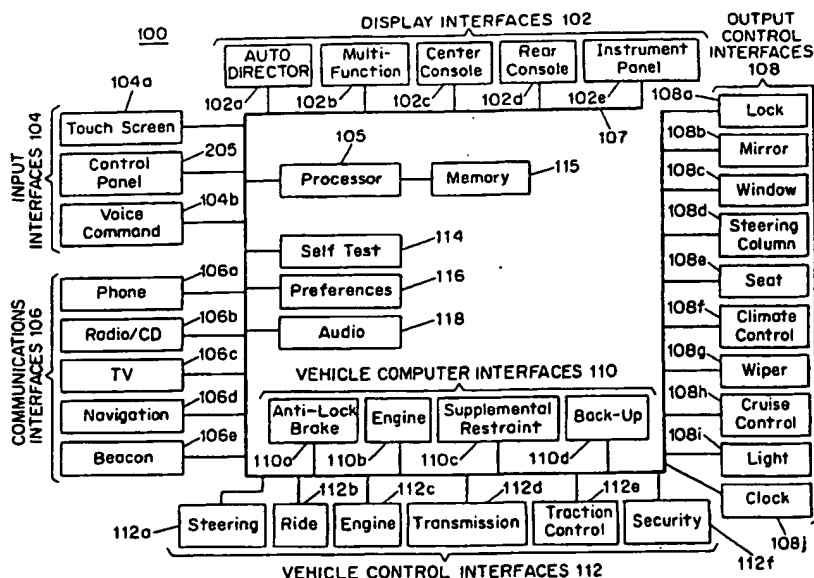 100
DISPLAY INTERFACES 102
AUTO DIRECTOR
Multi-Function
Center Console
Rear Console
Instrument Panel
102a
102b
102c
102d
102e
107
OUTPUT CONTROL INTERFACES 108
108a
Lock
108b
Mirror
108c
Window
108d
Steering Column
108e
Seat
108f
Climate Control
108g
Wiper
108h
Cruise Control
108i
Light
Clock
108j
INPUT INTERFACES 104
104a
Touch Screen
205
Control Panel
104b
Voice Command
105
Processor
Memory
115
Self Test
114
Preferences
116
Audio
118
COMMUNICATIONS INTERFACES 106
106a
Phone
106b
Radio/CD
106c
TV
106d
Navigation
106e
Beacon
VEHICLE COMPUTER INTERFACES 110
Anti-Lock Brake
Engine
Supplemental Restraint
Back-Up
110a
110b
110c
110d
112b
112c
112d
112e
112a
Steering
Ride
Engine
Transmission
Traction Control
Security
112f
VEHICLE CONTROL INTERFACES 112